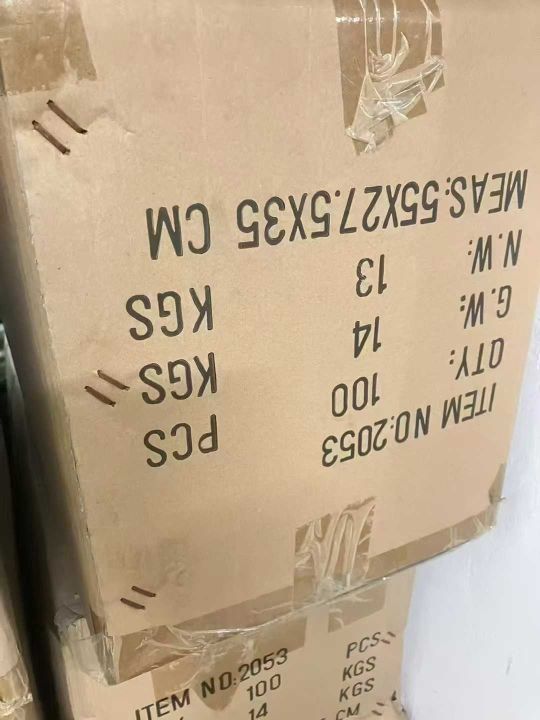 ITEM NO:2053
QTY: 100 PCS
G.W: 14 KGS
N.W: 13 KGS
MEAS:55X27.5X35 CM
ITEM NO:2053
100 PCS
14 KGS
KGS
CM